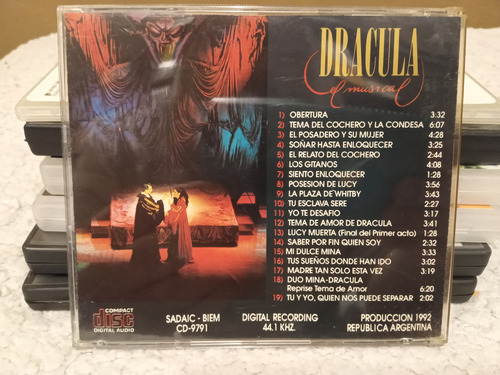 DRACULA
el musical
1) OBERTURA 3:32
2) TEMA DEL COCHERO Y LA CONDESA 6:07
3) EL POSADERO Y SU MUJER 4:28
4) SOÑAR HASTA ENLOQUECER 3:25
5) EL RELATO DEL COCHERO 2:44
6) LOS GITANOS 4:08
7) SIENTO ENLOQUECER 1:28
8) POSESION DE LUCY 3:56
9) LA PLAZA DE WHITBY 3:43
10) TU ESCLAVA SERE 2:27
11) YO TE DESAFIO 3:17
12) TEMA DE AMOR DE DRACULA 3:41
13) LUCY MUERTA (Final del Primer acto) 1:28
14) SABER POR FIN QUIEN SOY 2:32
15) MI DULCE MINA 2:33
16) TUS SUEÑOS DONDE HAN IDO 3:02
17) MADRE TAN SOLO ESTA VEZ 3:19
18) DUO MINA-DRACULA
Reprise Tema de Amor 6:20
19) TU Y YO, QUIEN NOS PUEDE SEPARAR 2:02
COMPACT
disc
DIGITAL AUDIO
SADAIC - BIEM
CD-9791
DIGITAL RECORDING
44.1 KHZ.
PRODUCCION 1992
REPUBLICA ARGENTINA